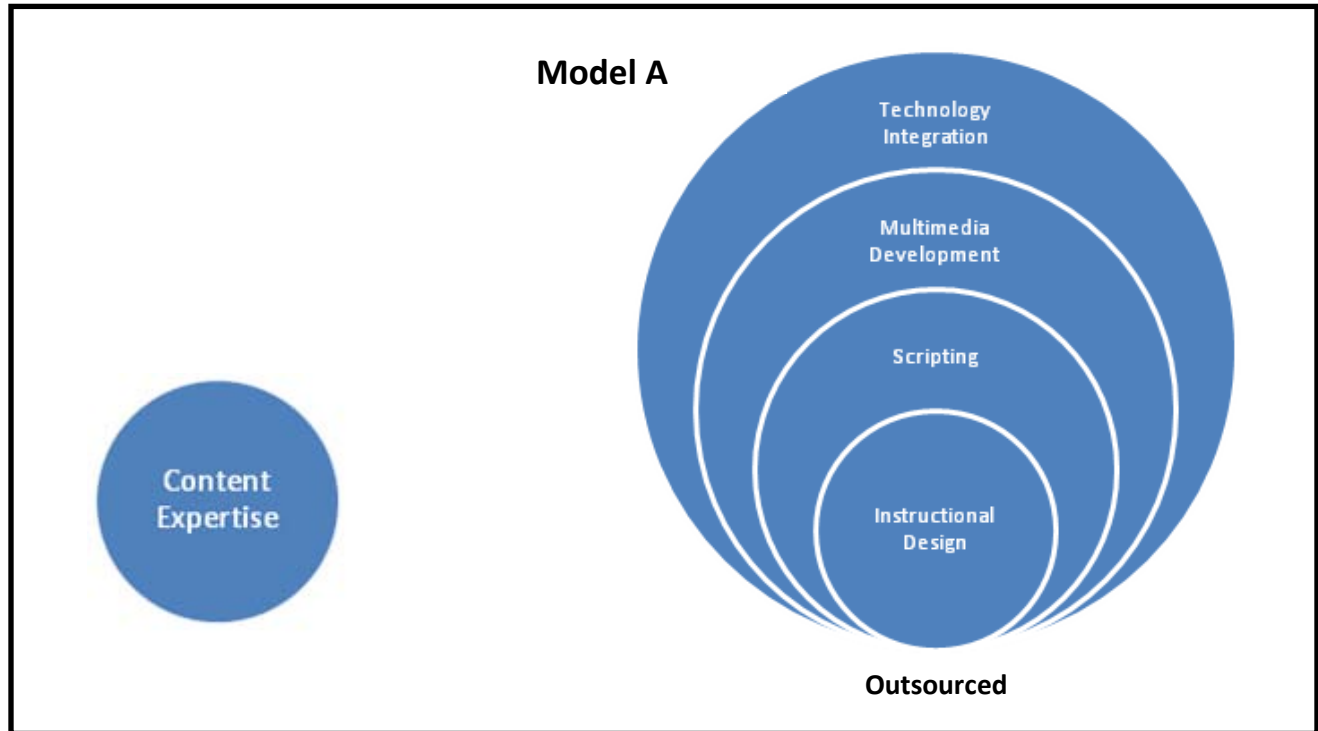 Model A
Technology
Integration
Multimedia
Development
Scripting
Content
Expertise
Instructional
Design
Outsourced